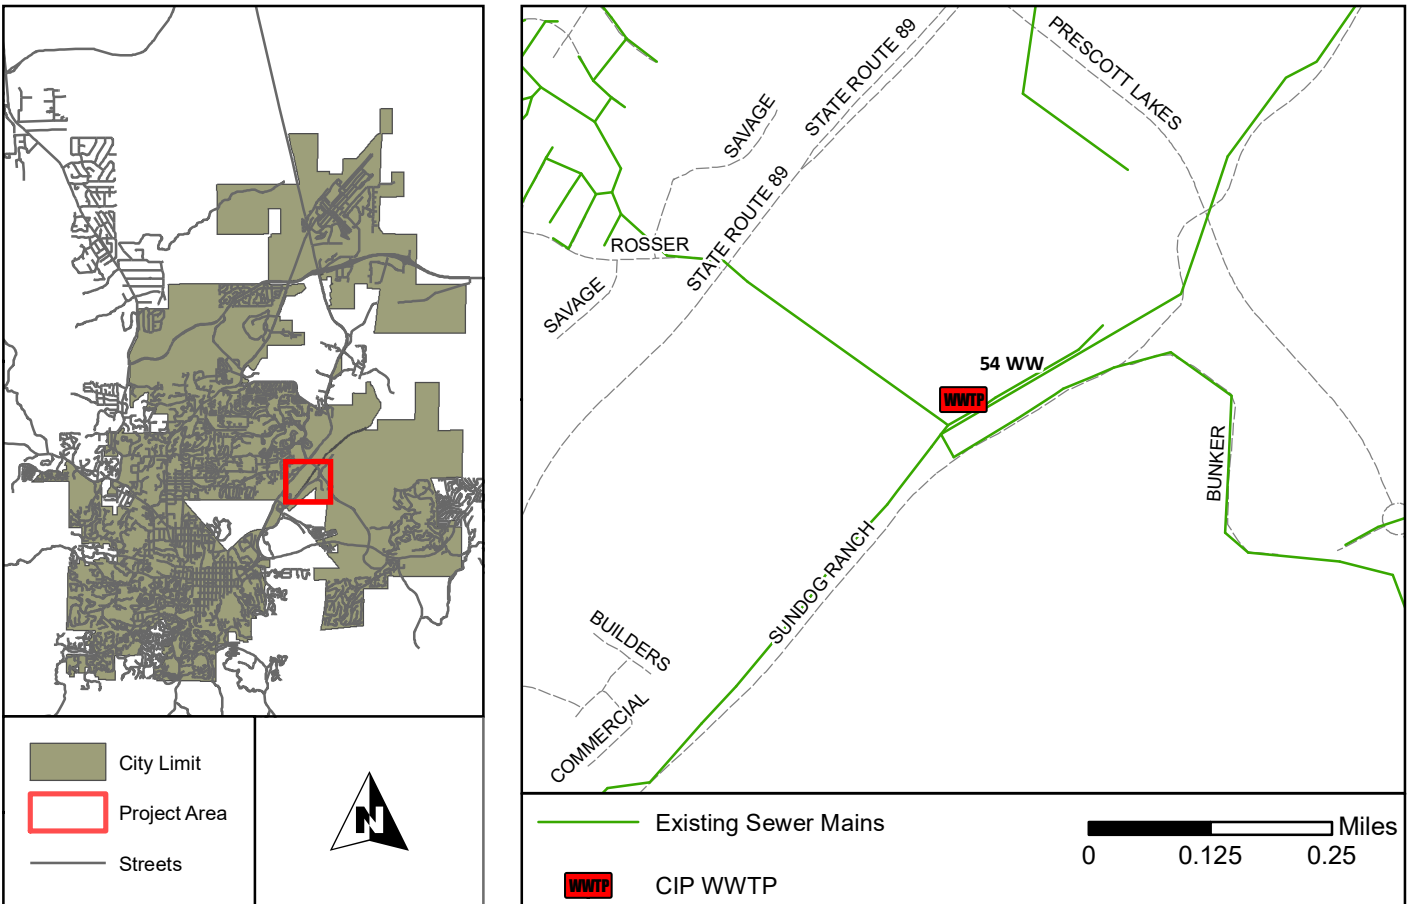 City Limit
Project Area
Streets
N
PRESCOTT LAKES
STATE ROUTE 89
SAVAGE
STATE ROUTE 89
ROSSER
SAVAGE
54 WW
WWTP
BUNKER
SUNDOG RANCH
BUILDERS
COMMERCIAL
Existing Sewer Mains
WWTP CIP WWTP
Miles
0 0.125 0.25